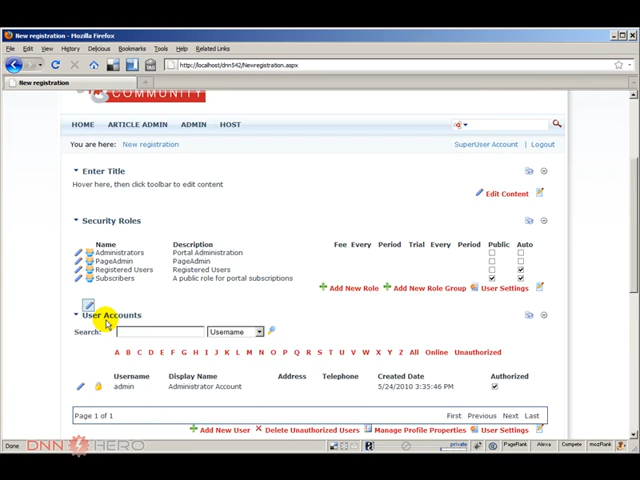 New registration - Mozilla Firefox
File Edit View History Delicious Bookmarks Tools Help Related Links
http://localhost/dnn542/Newregistration.aspx
New registration
COMMUNITY
HOME ARTICLE ADMIN ADMIN HOST
You are here: New registration SuperUser Account | Logout
Enter Title
Hover here, then click toolbar to edit content
Edit Content
Security Roles
Name Description Fee Every Period Trial Every Period Public Auto
Administrators Portal Administration
PageAdmin PageAdmin
Registered Users Registered Users
Subscribers A public role for portal subscriptions
Add New Role Add New Role Group User Settings
User Accounts
Search: Username
A B C D E F G H I J K L M N O P Q R S T U V W X Y Z All Online Unauthorized
Username Display Name Address Telephone Created Date Authorized
admin Administrator Account 5/24/2010 3:35:46 PM
Page 1 of 1 First Previous Next Last
Add New User Delete Unauthorized Users Manage Profile Properties User Settings
Done private PageRank Alexa Compete mozRank
DNN HERO